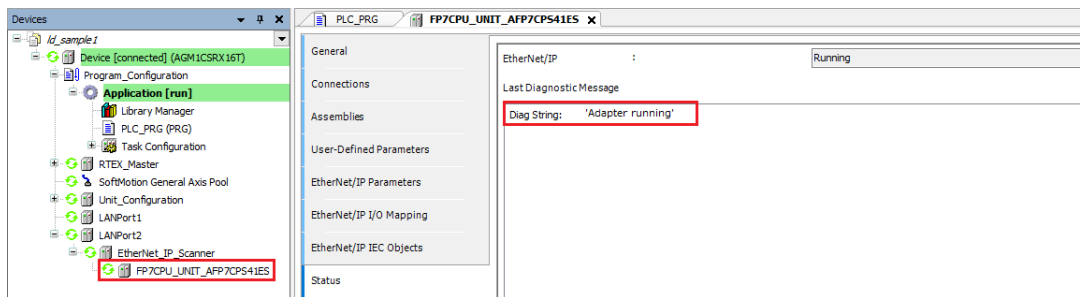 Devices
ld_sample1
Device [connected] (AGM1CSRX16T)
Program_Configuration
Application [run]
Library Manager
PLC_PRG (PRG)
Task Configuration
RTEX_Master
SoftMotion General Axis Pool
Unit_Configuration
LANPort1
LANPort2
EtherNet_IP_Scanner
FP7CPU_UNIT_AFP7CPS41ES
PLC_PRG
FP7CPU_UNIT_AFP7CPS41ES
General
Connections
Assemblies
User-Defined Parameters
EtherNet/IP Parameters
EtherNet/IP I/O Mapping
EtherNet/IP IEC Objects
Status
EtherNet/IP : Running
Last Diagnostic Message
Diag String: 'Adapter running'